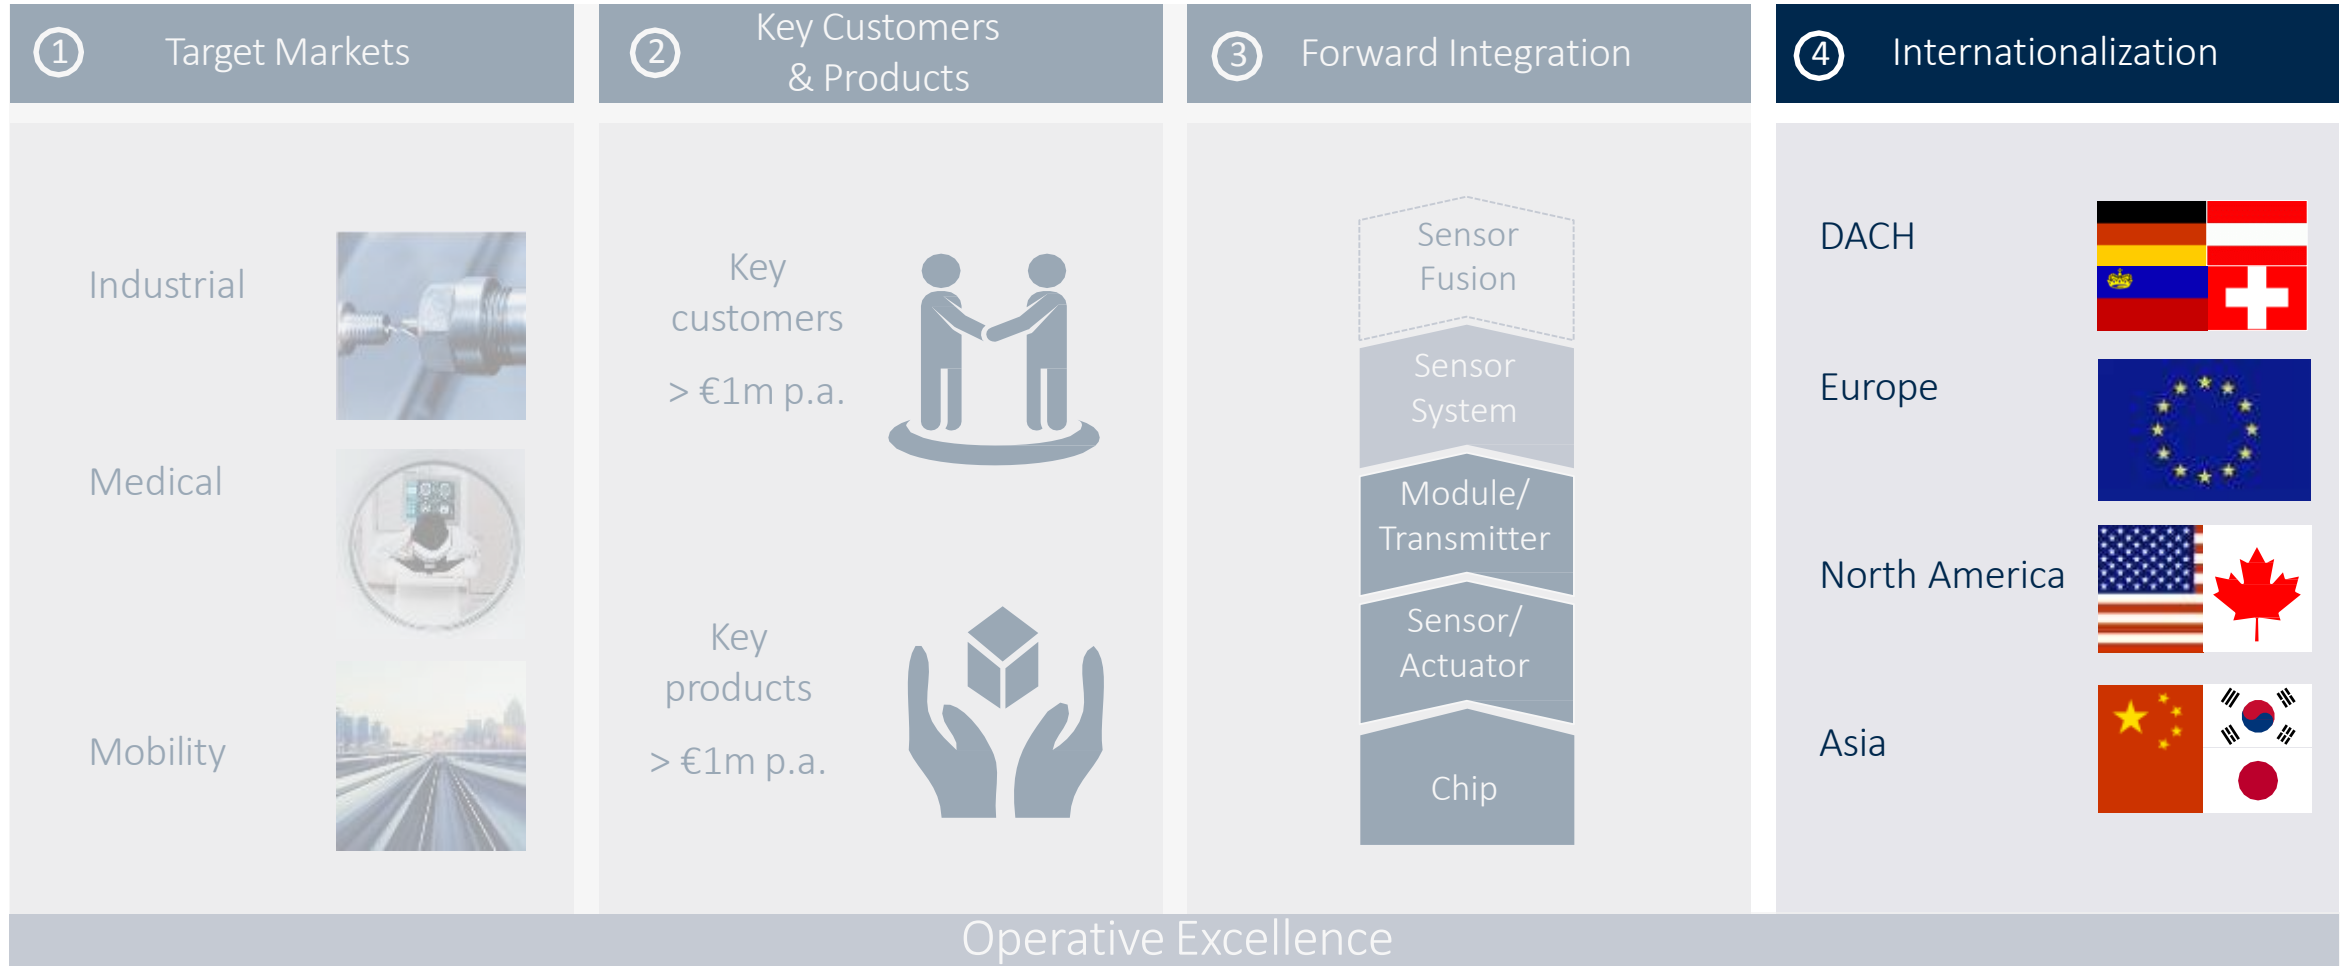 1
Target Markets
Industrial
Medical
Mobility
2
Key Customers
& Products
Key
customers
> €1m p.a.
Key
products
> €1m p.a.
3
Forward Integration
Sensor
Fusion
Sensor
System
Module/
Transmitter
Sensor/
Actuator
Chip
4
Internationalization
DACH
Europe
North America
Asia
Operative Excellence